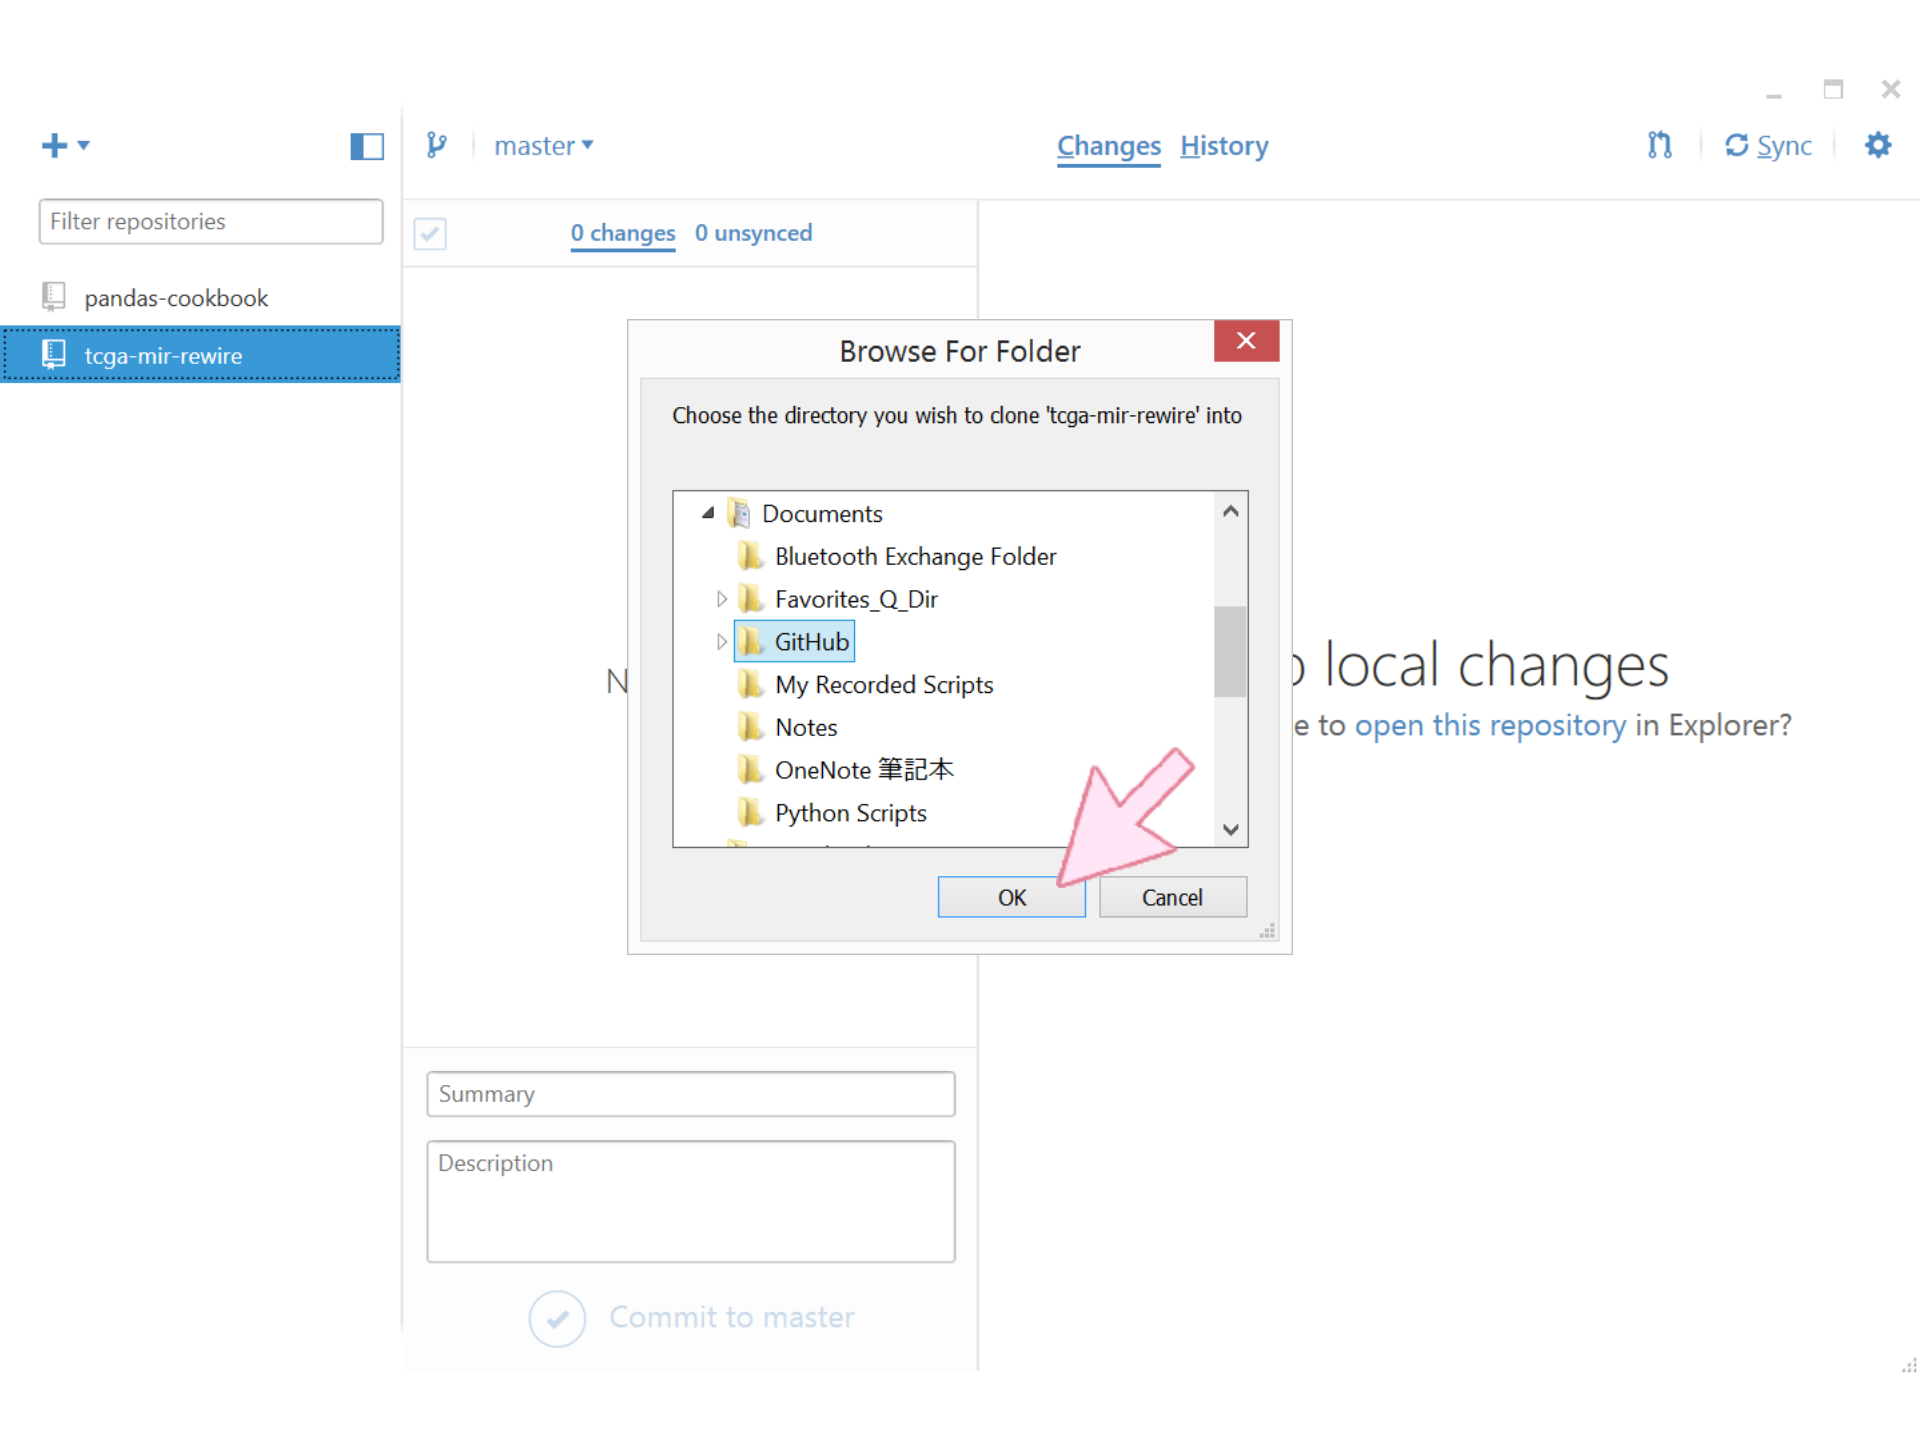 master
Changes
History
Sync
Filter repositories
0 changes
0 unsynced
pandas-cookbook
tcga-mir-rewire
Browse For Folder
Choose the directory you wish to clone 'tcga-mir-rewire' into
Documents
Bluetooth Exchange Folder
Favorites_Q_Dir
GitHub
My Recorded Scripts
Notes
OneNote 筆記本
Python Scripts
OK
Cancel
local changes
to open this repository in Explorer?
Summary
Description
Commit to master